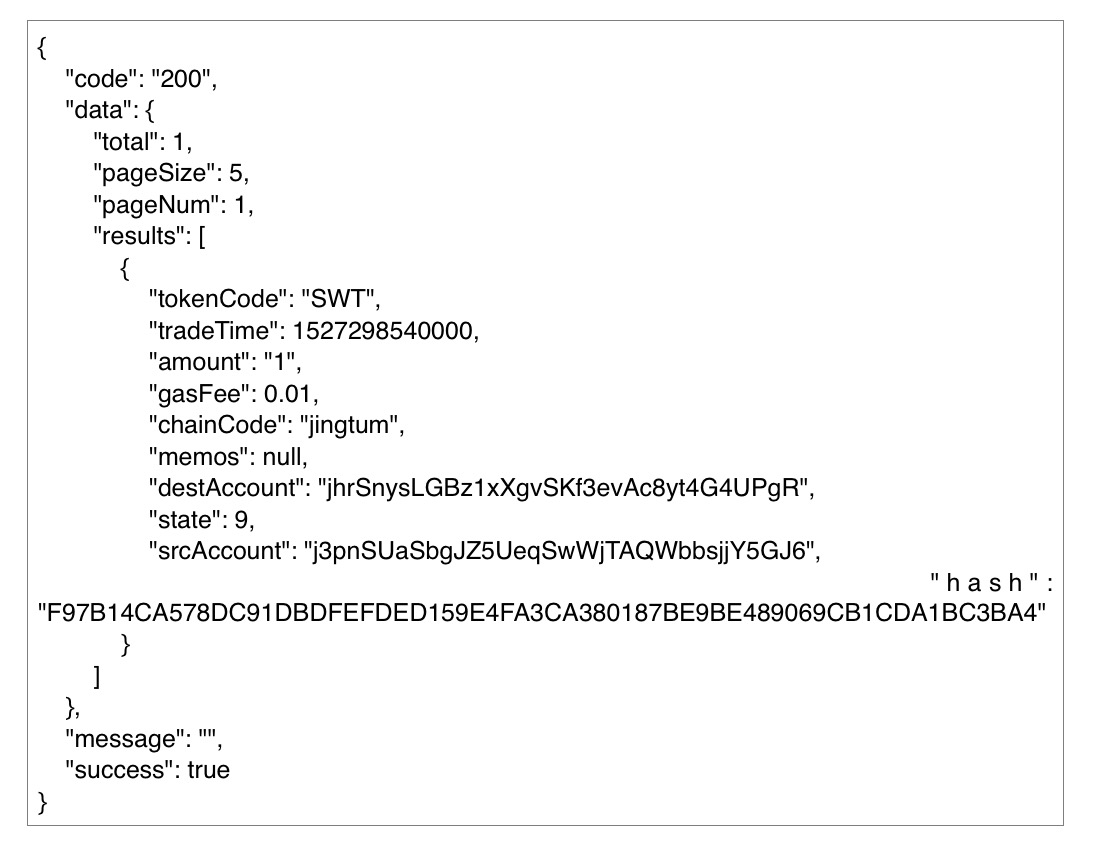 {
"code": "200",
"data": {
"total": 1,
"pageSize": 5,
"pageNum": 1,
"results": [
{
"tokenCode": "SWT",
"tradeTime": 1527298540000,
"amount": "1",
"gasFee": 0.01,
"chainCode": "jingtum",
"memos": null,
"destAccount": "jhrSnysLGBz1xXgvSKf3evAc8yt4G4UPgR",
"state": 9,
"srcAccount": "j3pnSUaSbgJZ5UeqSwWjTAQWbbsjjY5GJ6",
"hash":
"F97B14CA578DC91DBDFEFDED159E4FA3CA380187BE9BE489069CB1CDA1BC3BA4"
}
]
},
"message": "",
"success": true
}